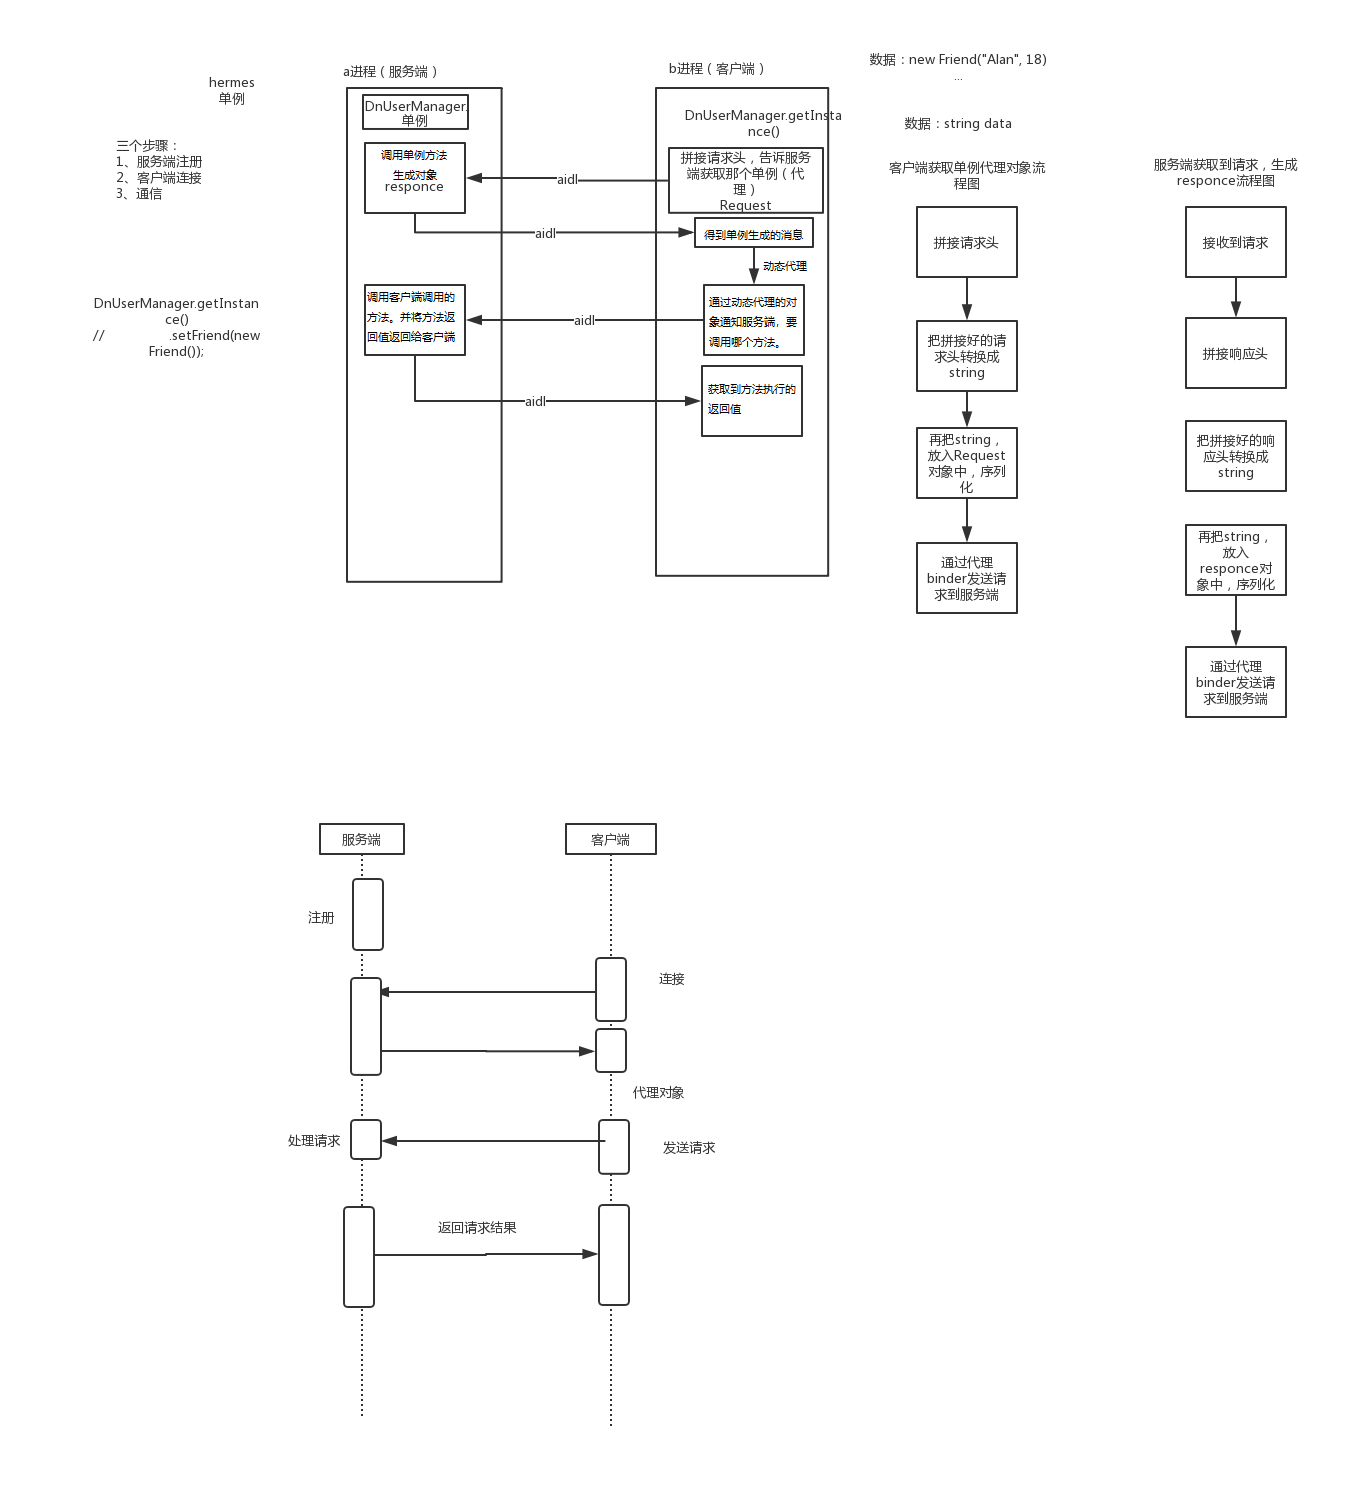 hermes
单例
三个步骤：
1、服务端注册
2、客户端连接
3、通信
DnUserManager.getInstan
ce()
// .setFriend(new
Friend());
a进程（服务端）
DnUserManager.
单例
调用单例方法
生成对象
responce
调用客户端调用的
方法。并将方法返
回值返回给客户端
aidl
aidl
aidl
aidl
b进程（客户端）
DnUserManager.getInsta
nce()
拼接请求头，告诉服务
端获取那个单例（代
理）
Request
得到单例生成的消息
动态代理
通过动态代理的对
象通知服务端，要
调用哪个方法。
获取到方法执行的
返回值
数据：new Friend("Alan", 18)
...
数据：string data
客户端获取单例代理对象流
程图
拼接请求头
把拼接好的请
求头转换成
string
再把string，
放入Request
对象中，序列
化
通过代理
binder发送请
求到服务端
服务端获取到请求，生成
responce流程图
接收到请求
拼接响应头
把拼接好的响
应头转换成
string
再把string，
放入
responce对
象中，序列化
通过代理
binder发送请
求到服务端
服务端
客户端
注册
连接
代理对象
处理请求
发送请求
返回请求结果